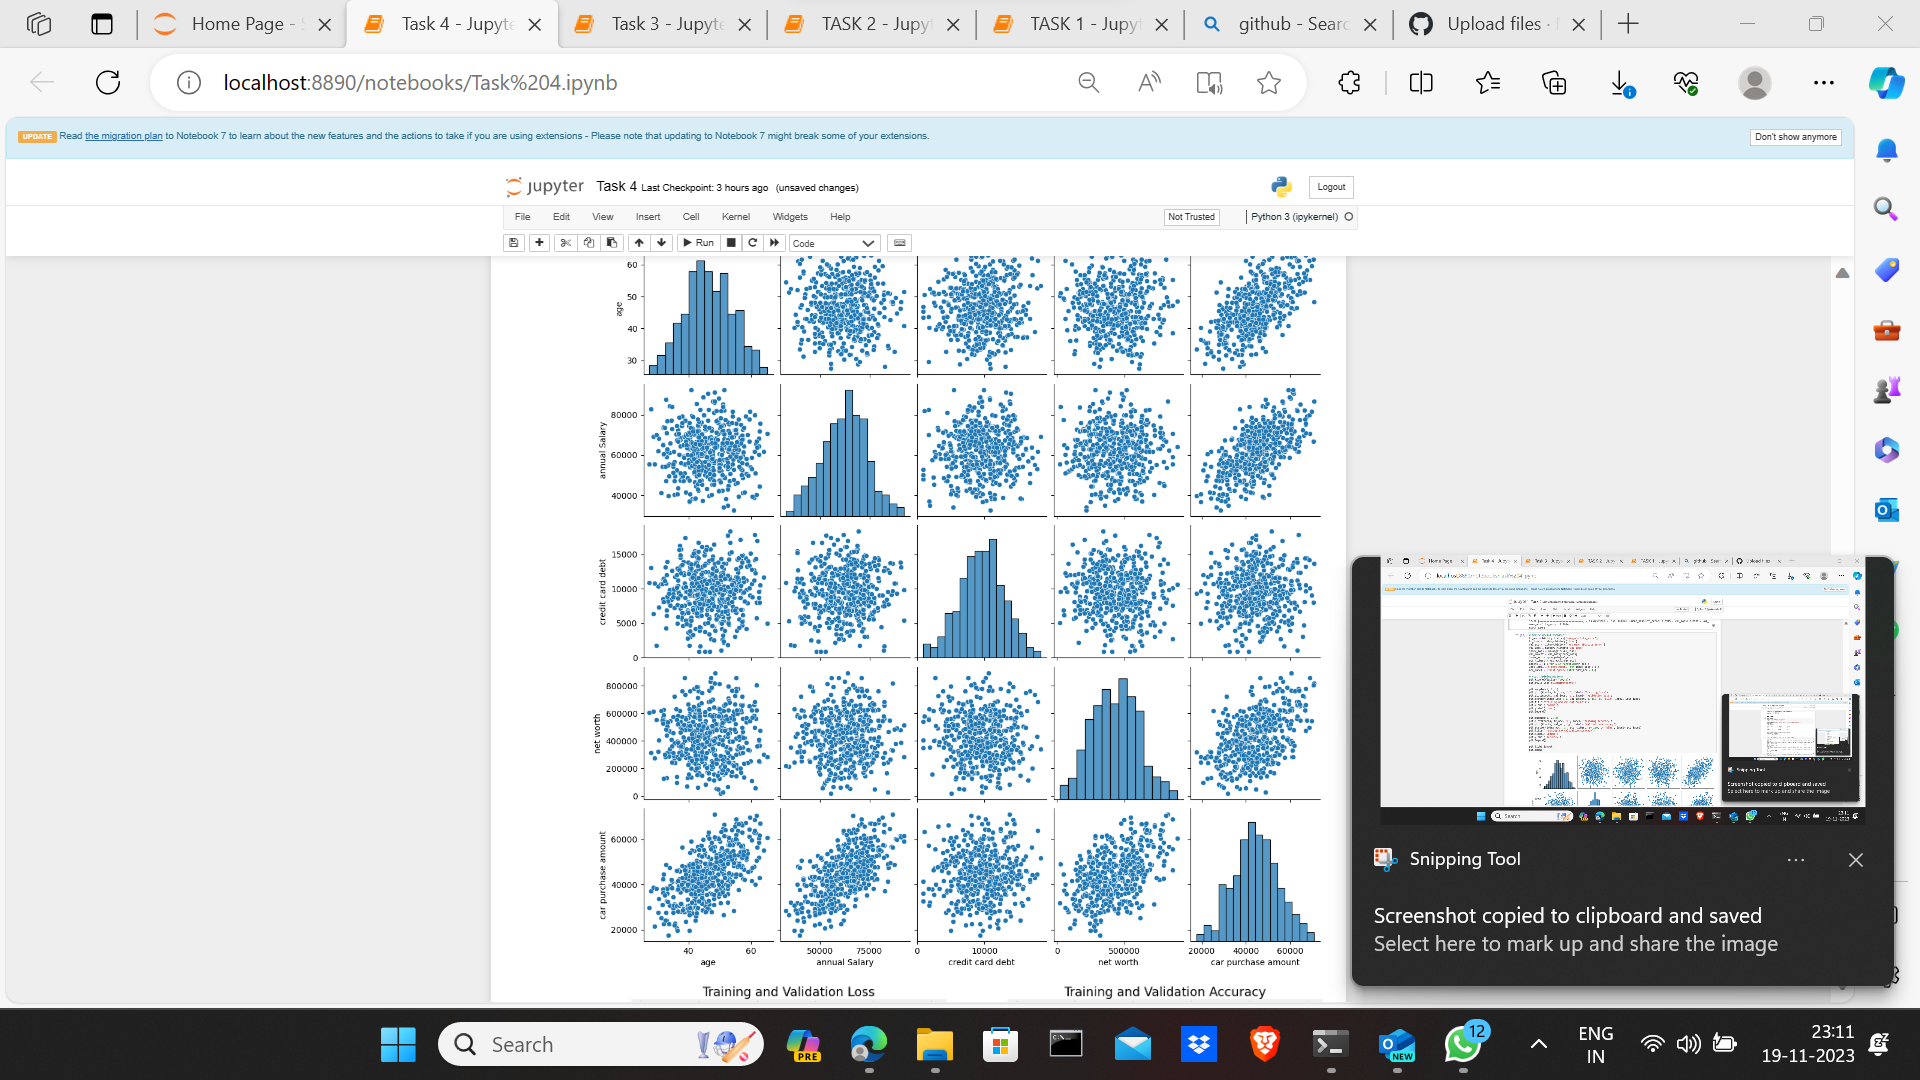 Home Page - S
Task 4 - Jupyte
Task 3 - Jupyte
TASK 2 - Jupyt
TASK 1 - Jupyt
github - Searc
Upload files ·
localhost:8890/notebooks/Task%204.ipynb
UPDATE Read the migration plan to Notebook 7 to learn about the new features and the actions to take if you are using extensions - Please note that updating to Notebook 7 might break some of your extensions.
Don't show anymore
jupyter Task 4 Last Checkpoint: 3 hours ago (unsaved changes)
Logout
File Edit View Insert Cell Kernel Widgets Help
Not Trusted
Python 3 (ipykernel)
Run
Code
60
50
40
30
age
80000
60000
40000
annual Salary
15000
10000
5000
0
credit card debt
800000
600000
400000
200000
0
net worth
60000
40000
20000
car purchase amount
40 60 50000 75000 0 10000 0 500000 20000 40000 60000
age annual Salary credit card debt net worth car purchase amount
Training and Validation Loss Training and Validation Accuracy
Snipping Tool
Screenshot copied to clipboard and saved
Select here to mark up and share the image
Search
PRE
NEW
12
ENG
IN
23:11
19-11-2023